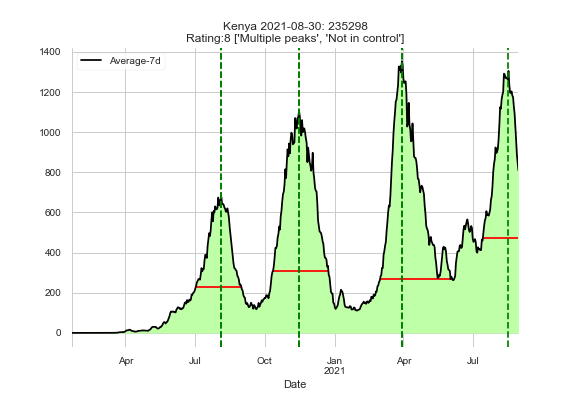 Kenya 2021-08-30: 235298
Rating:8 ['Multiple peaks', 'Not in control']
Average-7d
1400
1200
1000
800
600
400
200
0
Apr
Jul
Oct
Jan
2021
Apr
Jul
Date